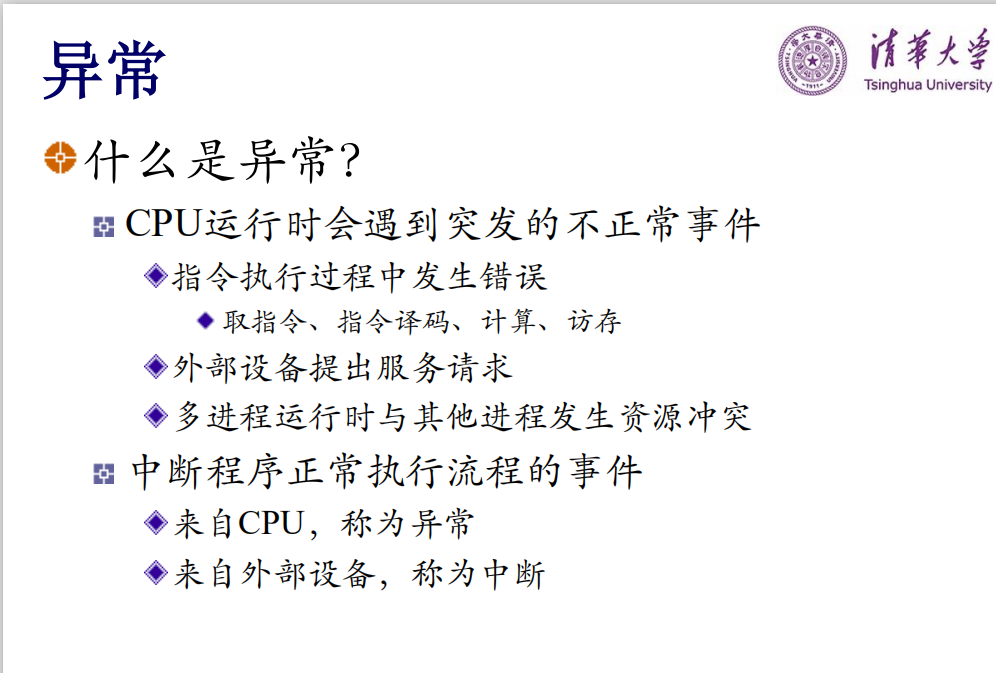 异常
清华大学
Tsinghua University
什么是异常?
CPU运行时会遇到突发的不正常事件
指令执行过程中发生错误
取指令、指令译码、计算、访存
外部设备提出服务请求
多进程运行时与其他进程发生资源冲突
中断程序正常执行流程的事件
来自CPU，称为异常
来自外部设备，称为中断